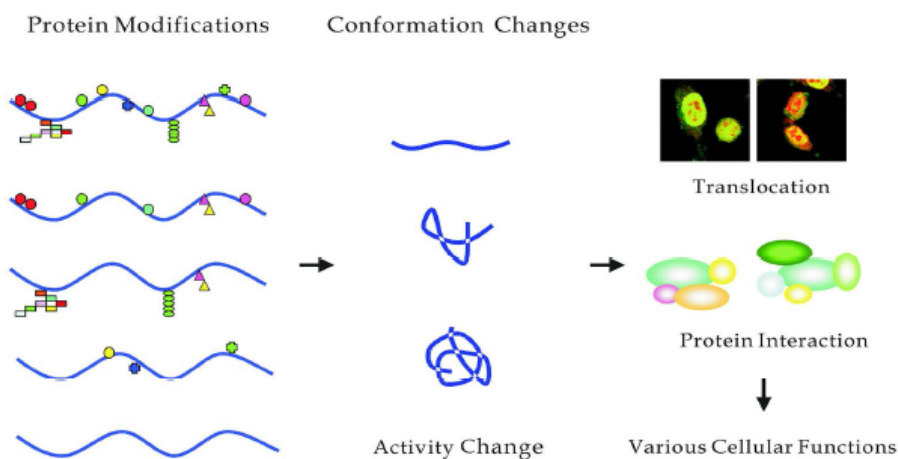 Protein Modifications
Conformation Changes
Translocation
Protein Interaction
Activity Change
Various Cellular Functions